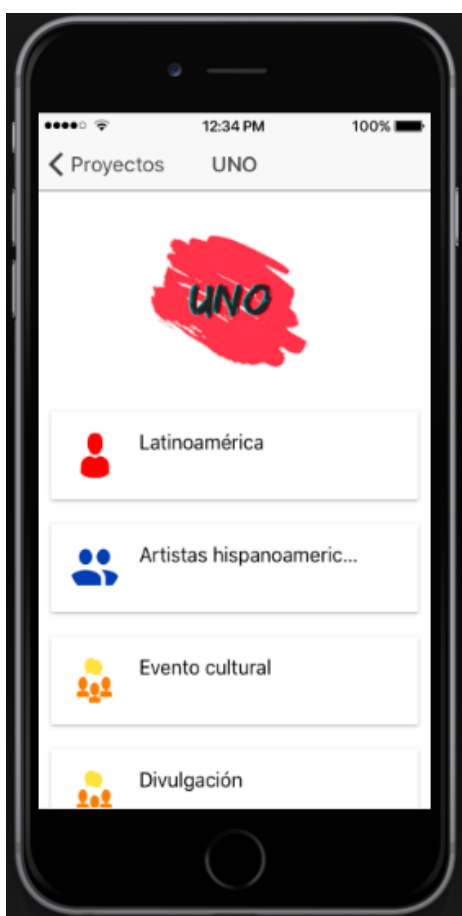 12:34 PM 100%
Proyectos UNO
UNO
Latinoamérica
Artistas hispanoameric...
Evento cultural
Divulgación